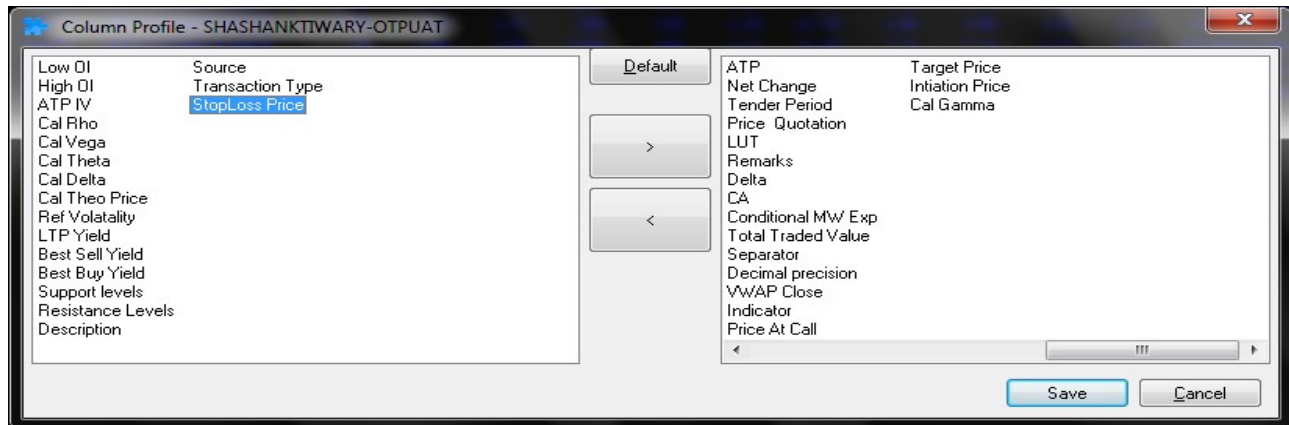 Column Profile - SHASHANKTIWARY-OTPUAT
Low OI
High OI
ATP IV
Cal Rho
Cal Vega
Cal Theta
Cal Delta
Cal Theo Price
Ref Volatality
LTP Yield
Best Sell Yield
Best Buy Yield
Support levels
Resistance Levels
Description
Source
Transaction Type
StopLoss Price
Default
>
<
ATP
Net Change
Tender Period
Price Quotation
LUT
Remarks
Delta
CA
Conditional MW Exp
Total Traded Value
Separator
Decimal precision
VWAP Close
Indicator
Price At Call
Target Price
Intiation Price
Cal Gamma
Save
Cancel